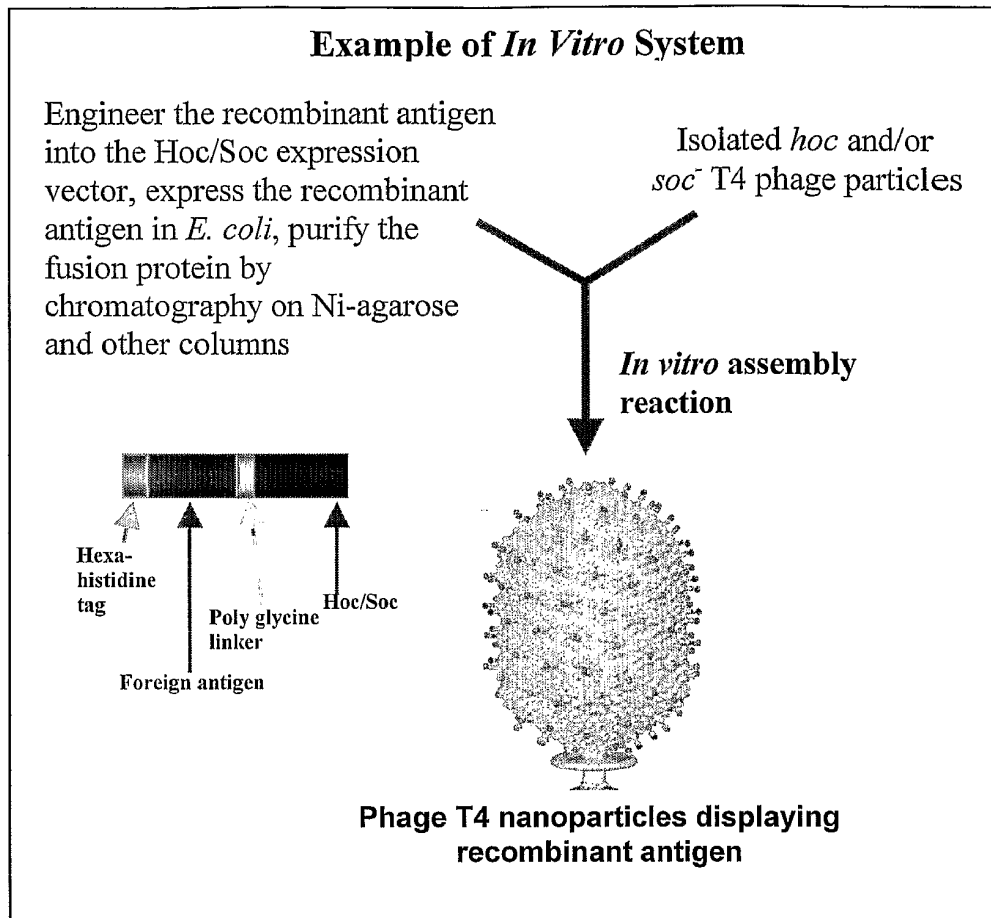 Example of In Vitro System
Engineer the recombinant antigen
into the Hoc/Soc expression
vector, express the recombinant
antigen in E. coli, purify the
fusion protein by
chromatography on Ni-agarose
and other columns
Isolated hoc and/or
soc⁻ T4 phage particles
In vitro assembly
reaction
Hexa-
histidine
tag
Poly glycine
linker
Hoc/Soc
Foreign antigen
Phage T4 nanoparticles displaying
recombinant antigen